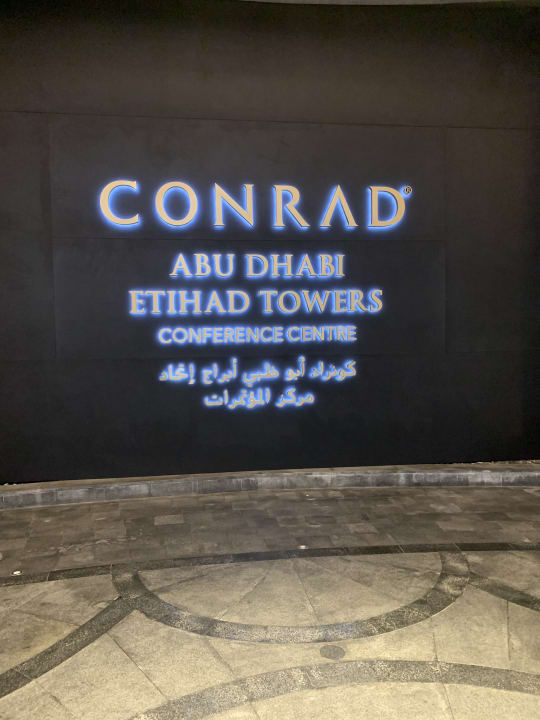 CONRAD®
ABU DHABI
ETIHAD TOWERS
CONFERENCE CENTRE
كونراد أبو ظبي أبراج إتحاد
مركز المؤتمرات